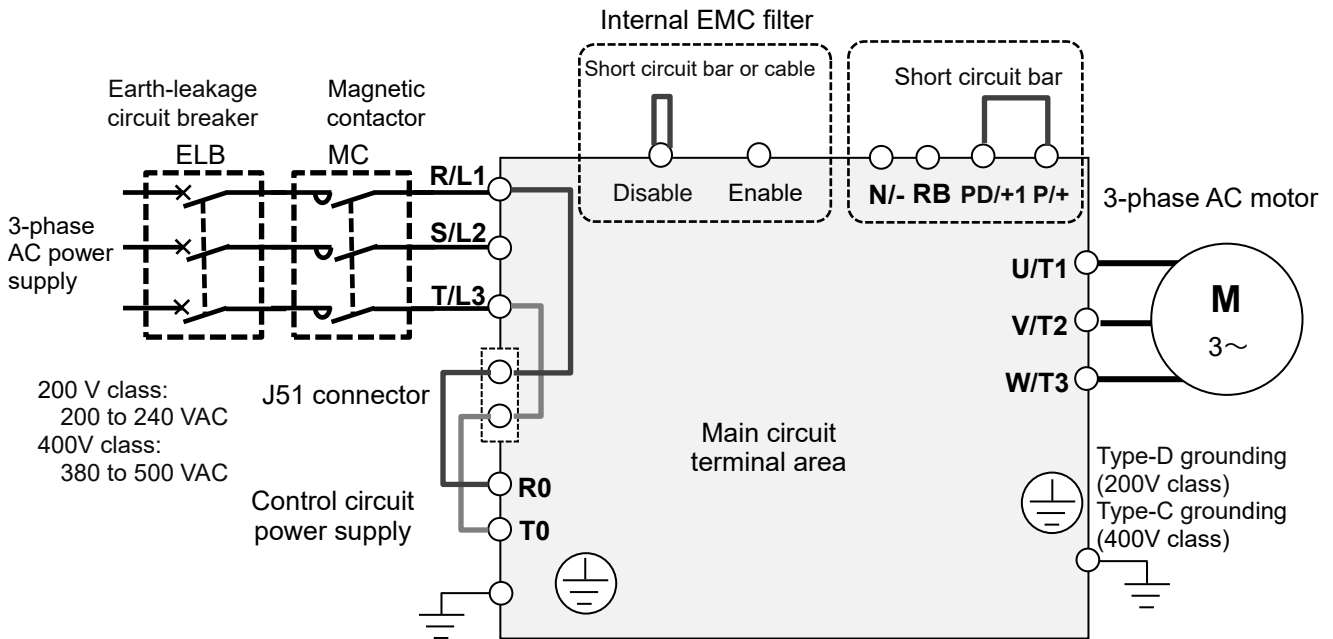 Internal EMC filter
Short circuit bar or cable
Disable
Enable
Short circuit bar
N/- RB PD/+1 P/+
Earth-leakage
circuit breaker
ELB
Magnetic
contactor
MC
R/L1
S/L2
T/L3
3-phase
AC power
supply
200 V class:
200 to 240 VAC
400V class:
380 to 500 VAC
J51 connector
Control circuit
power supply
R0
T0
Main circuit
terminal area
3-phase AC motor
U/T1
V/T2
W/T3
M
3～
Type-D grounding
(200V class)
Type-C grounding
(400V class)